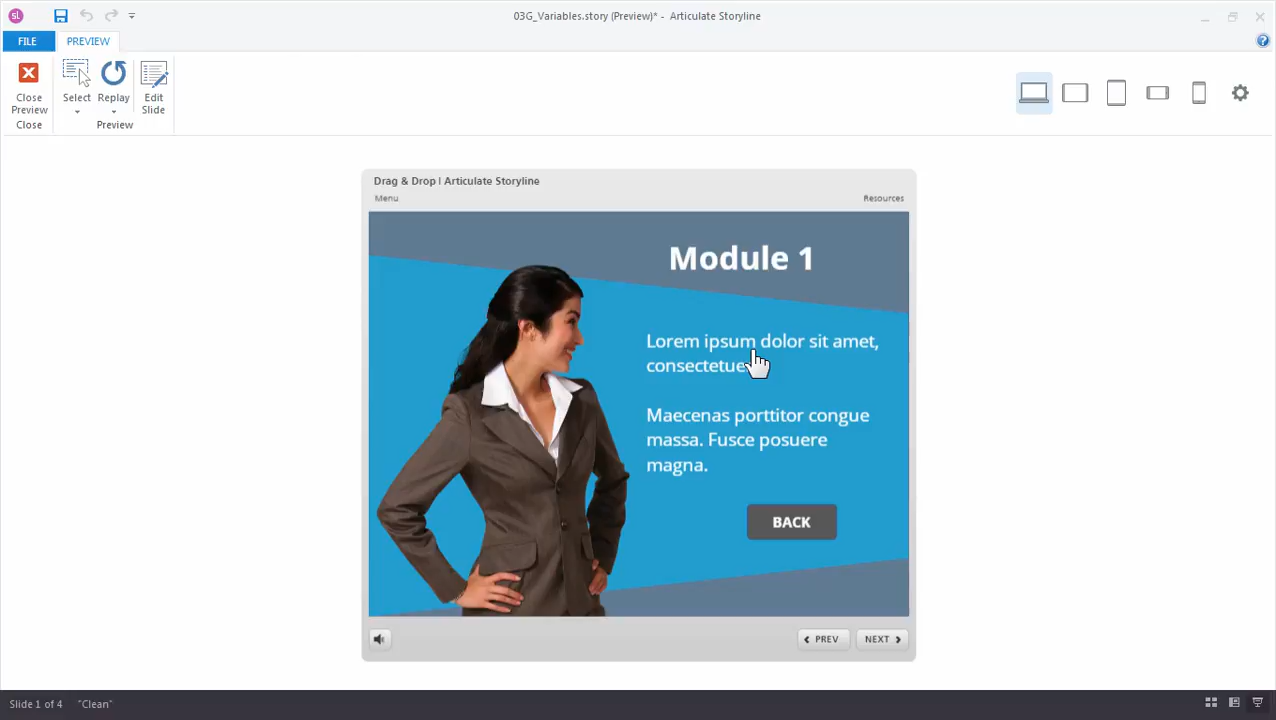 sl
03G_Variables.story (Preview)* - Articulate Storyline
FILE
PREVIEW
Close Preview
Select
Replay
Edit Slide
Close
Preview
Drag & Drop | Articulate Storyline
Menu
Resources
Module 1
Lorem ipsum dolor sit amet,
consectetue
Maecenas porttitor congue
massa. Fusce posuere
magna.
BACK
PREV
NEXT
Slide 1 of 4
"Clean"